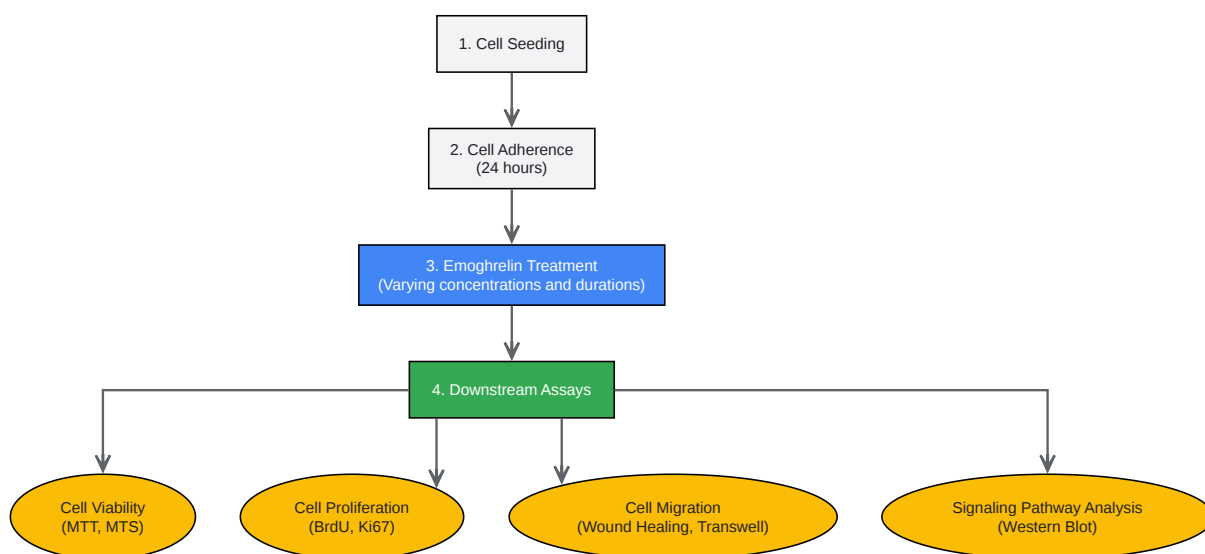 1. Cell Seeding
2. Cell Adherence
(24 hours)
3. Emoghrelin Treatment
(Varying concentrations and durations)
4. Downstream Assays
Cell Viability
(MTT, MTS)
Cell Proliferation
(BrdU, Ki67)
Cell Migration
(Wound Healing, Transwell)
Signaling Pathway Analysis
(Western Blot)